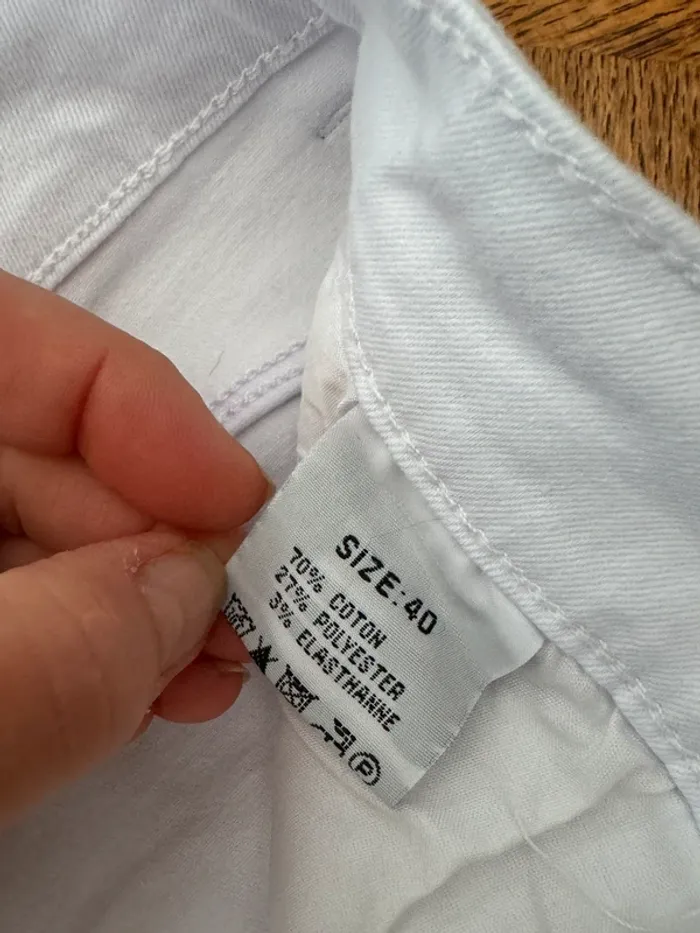 SIZE:40
70% COTON
27% POLYESTER
3% ELASTHANNE
P